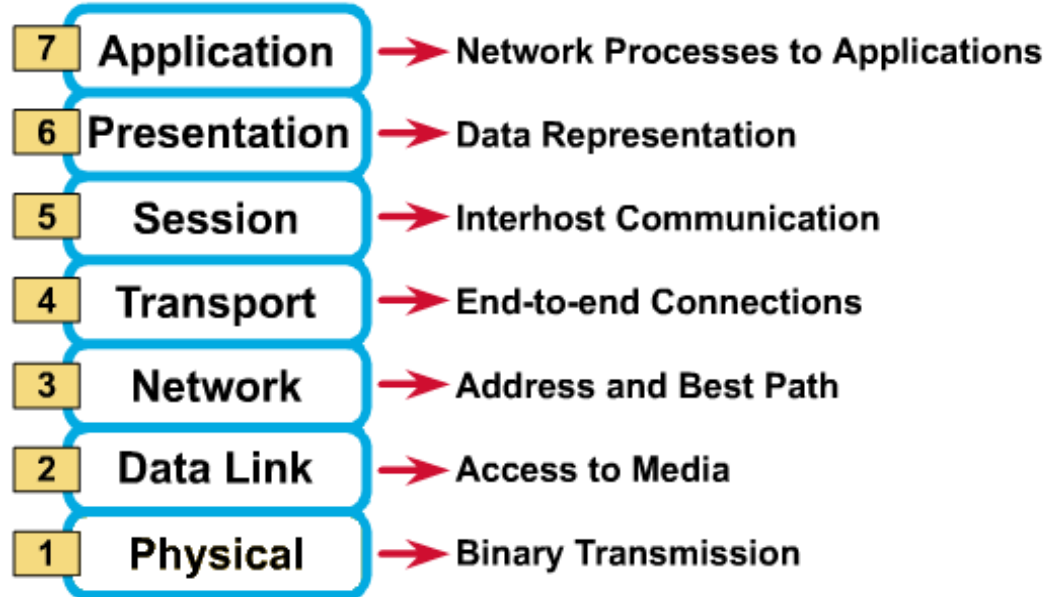 7 Application Network Processes to Applications
6 Presentation Data Representation
5 Session Interhost Communication
4 Transport End-to-end Connections
3 Network Address and Best Path
2 Data Link Access to Media
1 Physical Binary Transmission